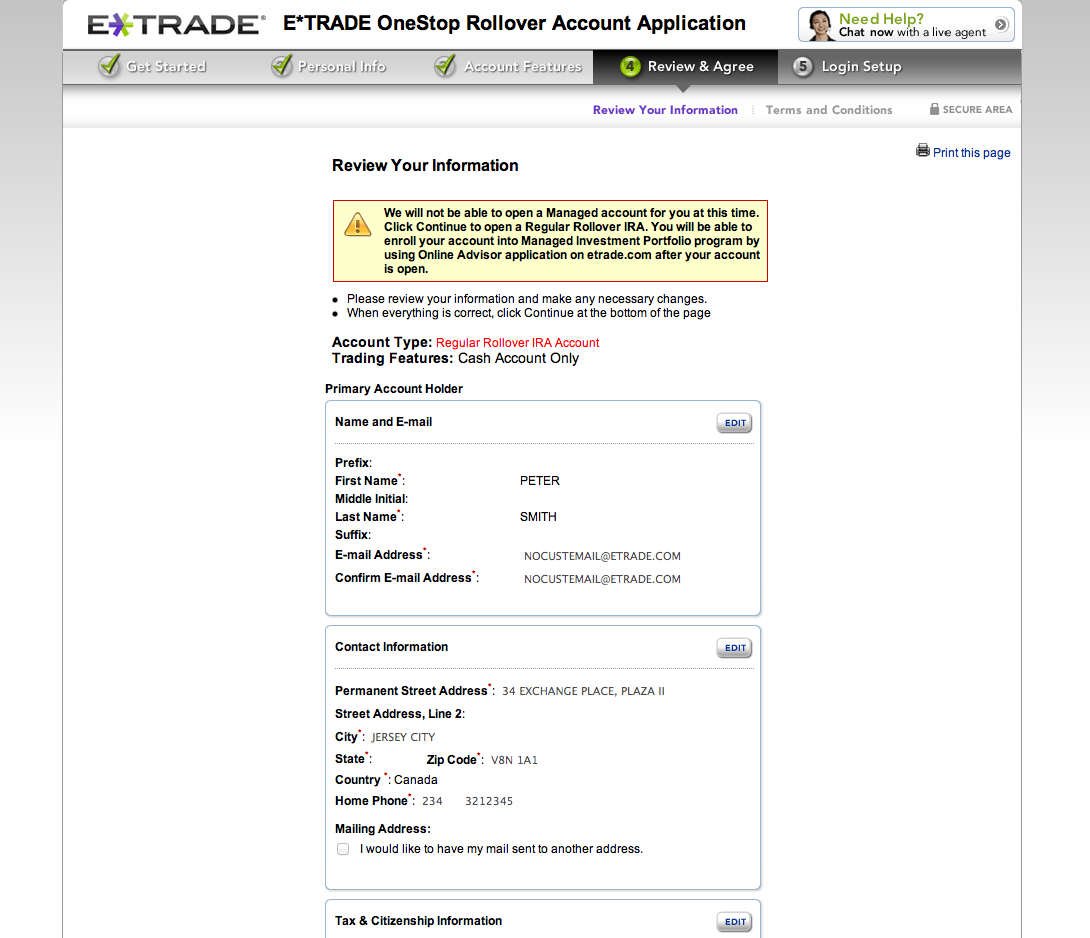 E*TRADE® E*TRADE OneStop Rollover Account Application
Need Help?
Chat now with a live agent
Get Started Personal Info Account Features 4 Review & Agree 5 Login Setup
Review Your Information Terms and Conditions SECURE AREA
Print this page
Review Your Information
We will not be able to open a Managed account for you at this time.
Click Continue to open a Regular Rollover IRA. You will be able to
enroll your account into Managed Investment Portfolio program by
using Online Advisor application on etrade.com after your account
is open.
• Please review your information and make any necessary changes.
• When everything is correct, click Continue at the bottom of the page
Account Type: Regular Rollover IRA Account
Trading Features: Cash Account Only
Primary Account Holder
Name and E-mail EDIT
Prefix:
First Name*: PETER
Middle Initial:
Last Name*: SMITH
Suffix:
E-mail Address*: NOCUSTEMAIL@ETRADE.COM
Confirm E-mail Address*: NOCUSTEMAIL@ETRADE.COM
Contact Information EDIT
Permanent Street Address*: 34 EXCHANGE PLACE, PLAZA II
Street Address, Line 2:
City*: JERSEY CITY
State*: Zip Code*: V8N 1A1
Country *: Canada
Home Phone*: 234 3212345
Mailing Address:
I would like to have my mail sent to another address.
Tax & Citizenship Information EDIT